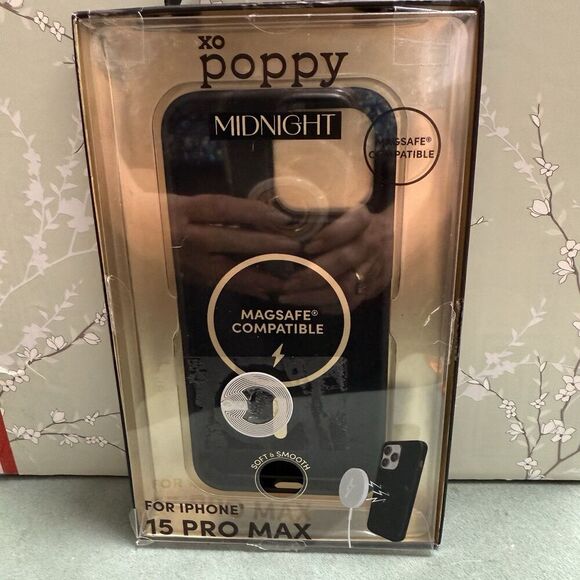 xo
poppy
MIDNIGHT
MAGSAFE®
COMPATIBLE
MAGSAFE®
COMPATIBLE
SOFT & SMOOTH
FOR IPHONE®
15 PRO MAX